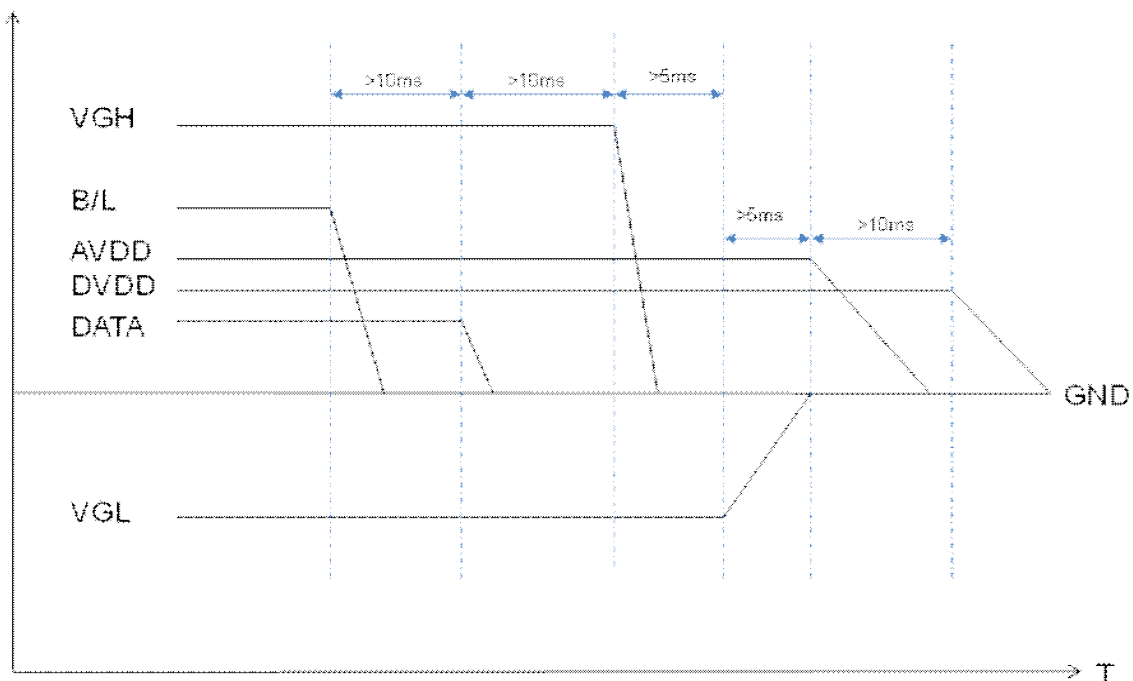 >10ms
>10ms
>5ms
VGH
B/L
>5ms
>10ms
AVDD
DVDD
DATA
GND
VGL
T